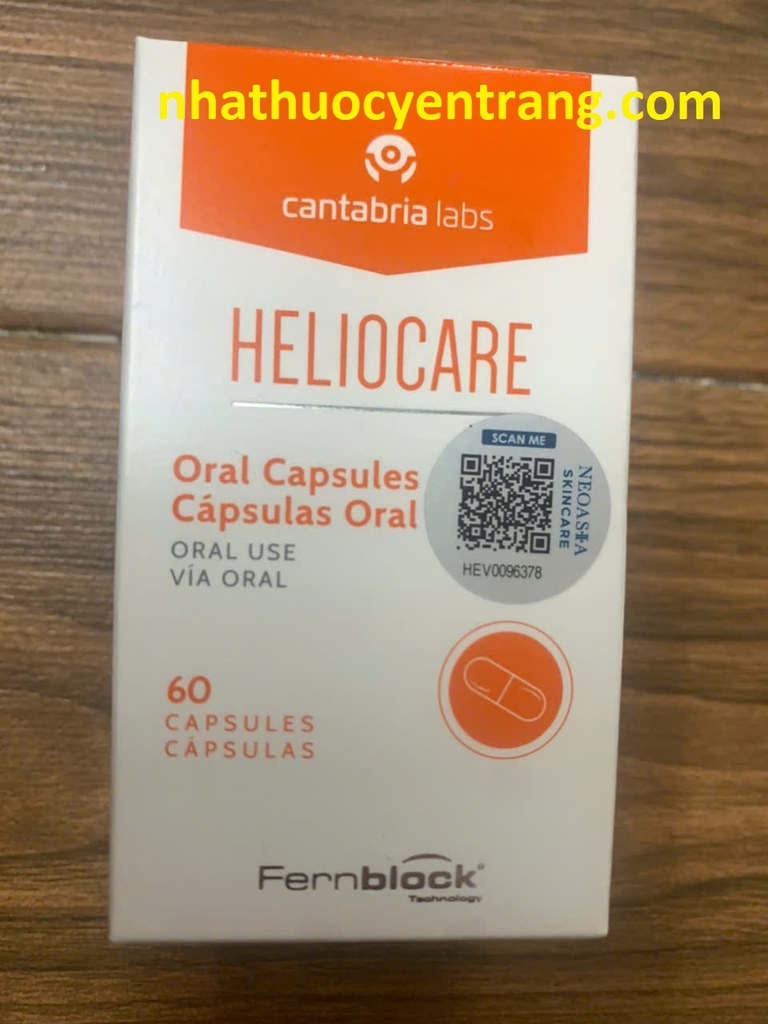 nhathuocyentrang.com
cantabria labs
HELIOCARE
SCAN ME
NEOASIA
SKINCARE
HEV0096378
Oral Capsules
Cápsulas Oral
ORAL USE
VÍA ORAL
60
CAPSULES
CÁPSULAS
Fernblock®
Technology